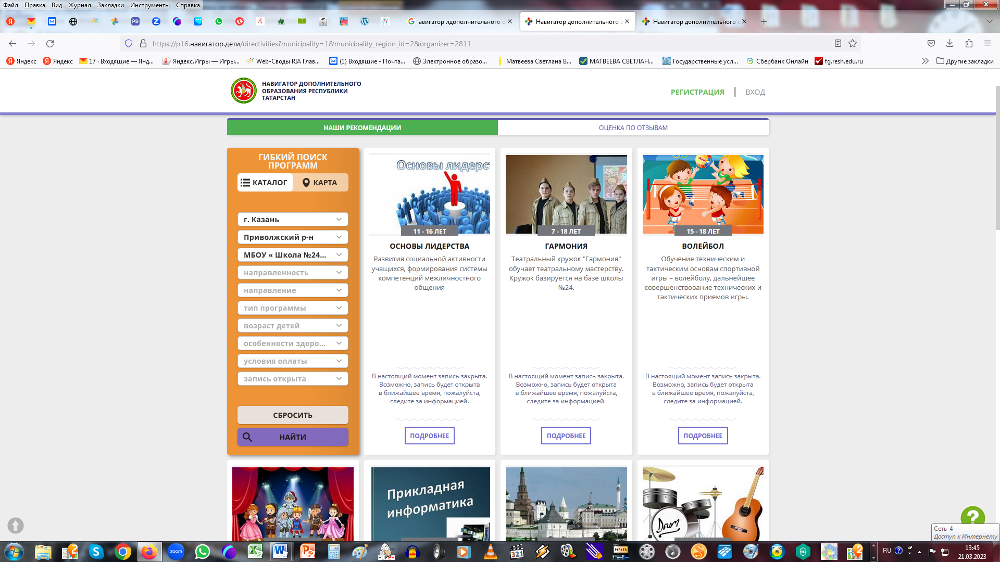 Файл Правка Вид Журнал Закладки Инструменты Справка
авигатор лдополнительного о
Навигатор дополнительного о
Навигатор дополнительного о
https://р16.навигатор.дети/directivities?municipality=1&municipality_region_id=2&organizer=2811
Яндекс
Яндекс
17 · Входящие — Янд...
Яндекс.Игры — Игры...
Web-Своды RIA Глав...
(1) Входящие - Почта...
Электронное образо...
Матвеева Светлана В...
МАТВЕЕВА СВЕТЛАН...
Государственные усл...
Сбербанк Онлайн
fg.resh.edu.ru
Другие закладки
НАВИГАТОР ДОПОЛНИТЕЛЬНОГО
ОБРАЗОВАНИЯ РЕСПУБЛИКИ
ТАТАРСТАН
РЕГИСТРАЦИЯ | ВХОД
НАШИ РЕКОМЕНДАЦИИ
ОЦЕНКА ПО ОТЗЫВАМ
ГИБКИЙ ПОИСК
ПРОГРАММ
КАТАЛОГ
КАРТА
г. Казань
Приволжский р-н
МБОУ « Школа №24...
направленность
направление
тип программы
возраст детей
особенности здоро...
условия оплаты
запись открыта
СБРОСИТЬ
НАЙТИ
Основы лидерст
11 - 16 ЛЕТ
ОСНОВЫ ЛИДЕРСТВА
Развития социальной активности
учащихся, формирования системы
компетенций межличностного
общения
В настоящий момент запись закрыта.
Возможно, запись будет открыта
в ближайшее время, пожалуйста,
следите за информацией.
ПОДРОБНЕЕ
7 - 18 ЛЕТ
ГАРМОНИЯ
Театральный кружок "Гармония"
обучает театральному мастерству.
Кружок базируется на базе школы
№24.
В настоящий момент запись закрыта.
Возможно, запись будет открыта
в ближайшее время, пожалуйста,
следите за информацией.
ПОДРОБНЕЕ
15 - 18 ЛЕТ
ВОЛЕЙБОЛ
Обучение техническим и
тактическим основам спортивной
игры – волейболу, дальнейшее
совершенствование технических и
тактических приемов игры.
В настоящий момент запись закрыта.
Возможно, запись будет открыта
в ближайшее время, пожалуйста,
следите за информацией.
ПОДРОБНЕЕ
Прикладная
информатика
Drum
?
Сеть 4
Доступ к Интернету
zoom
PDF24
321
PLAYER
FREE
RU
13:45
21.03.2023